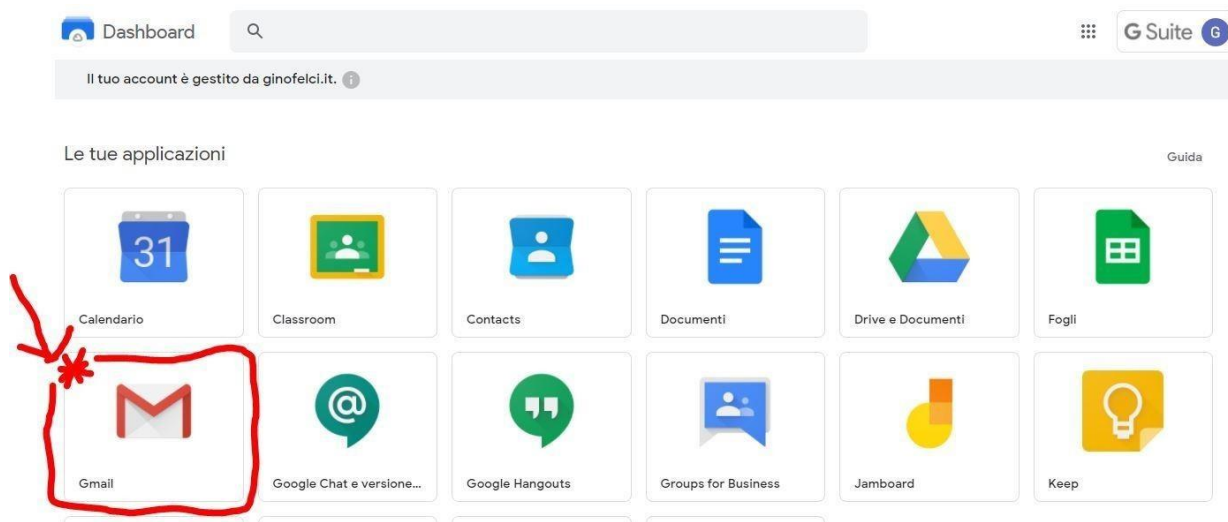 Dashboard
G Suite G
Il tuo account è gestito da ginofelci.it.
Le tue applicazioni
Guida
31
Calendario
Classroom
Contacts
Documenti
Drive e Documenti
Fogli
@
Gmail
Google Chat e versione...
Google Hangouts
Groups for Business
Jamboard
Keep